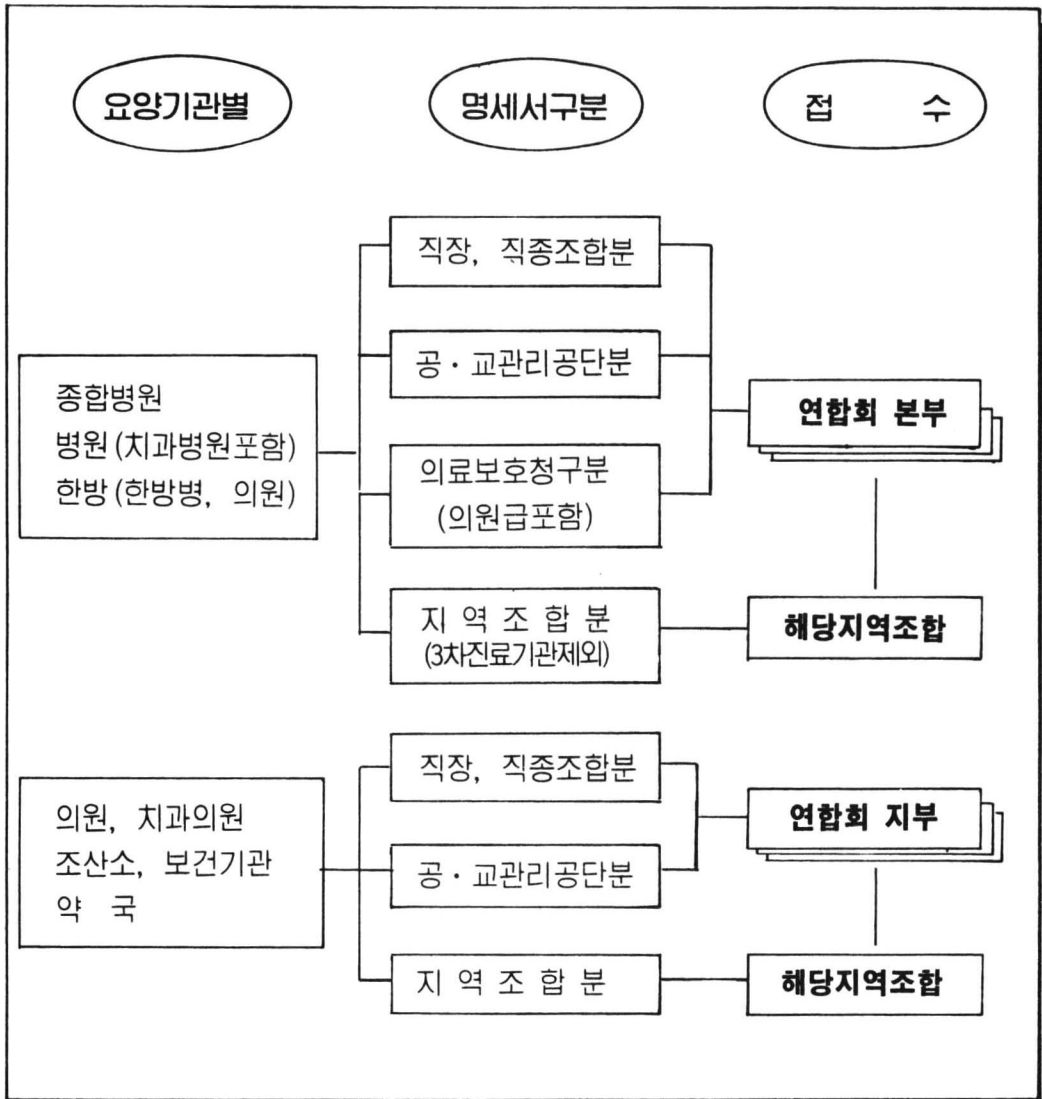 요양기관별
명세서구분
접 수
종합병원
병원(치과병원포함)
한방(한방병, 의원)
직장, 직종조합분
공·교관리공단분
의료보호청구분
(의원급포함)
지 역 조 합 분
(3차진료기관제외)
연합회 본부
해당지역조합
의원, 치과의원
조산소, 보건기관
약 국
직장, 직종조합분
공·교관리공단분
지 역 조 합 분
연합회 지부
해당지역조합